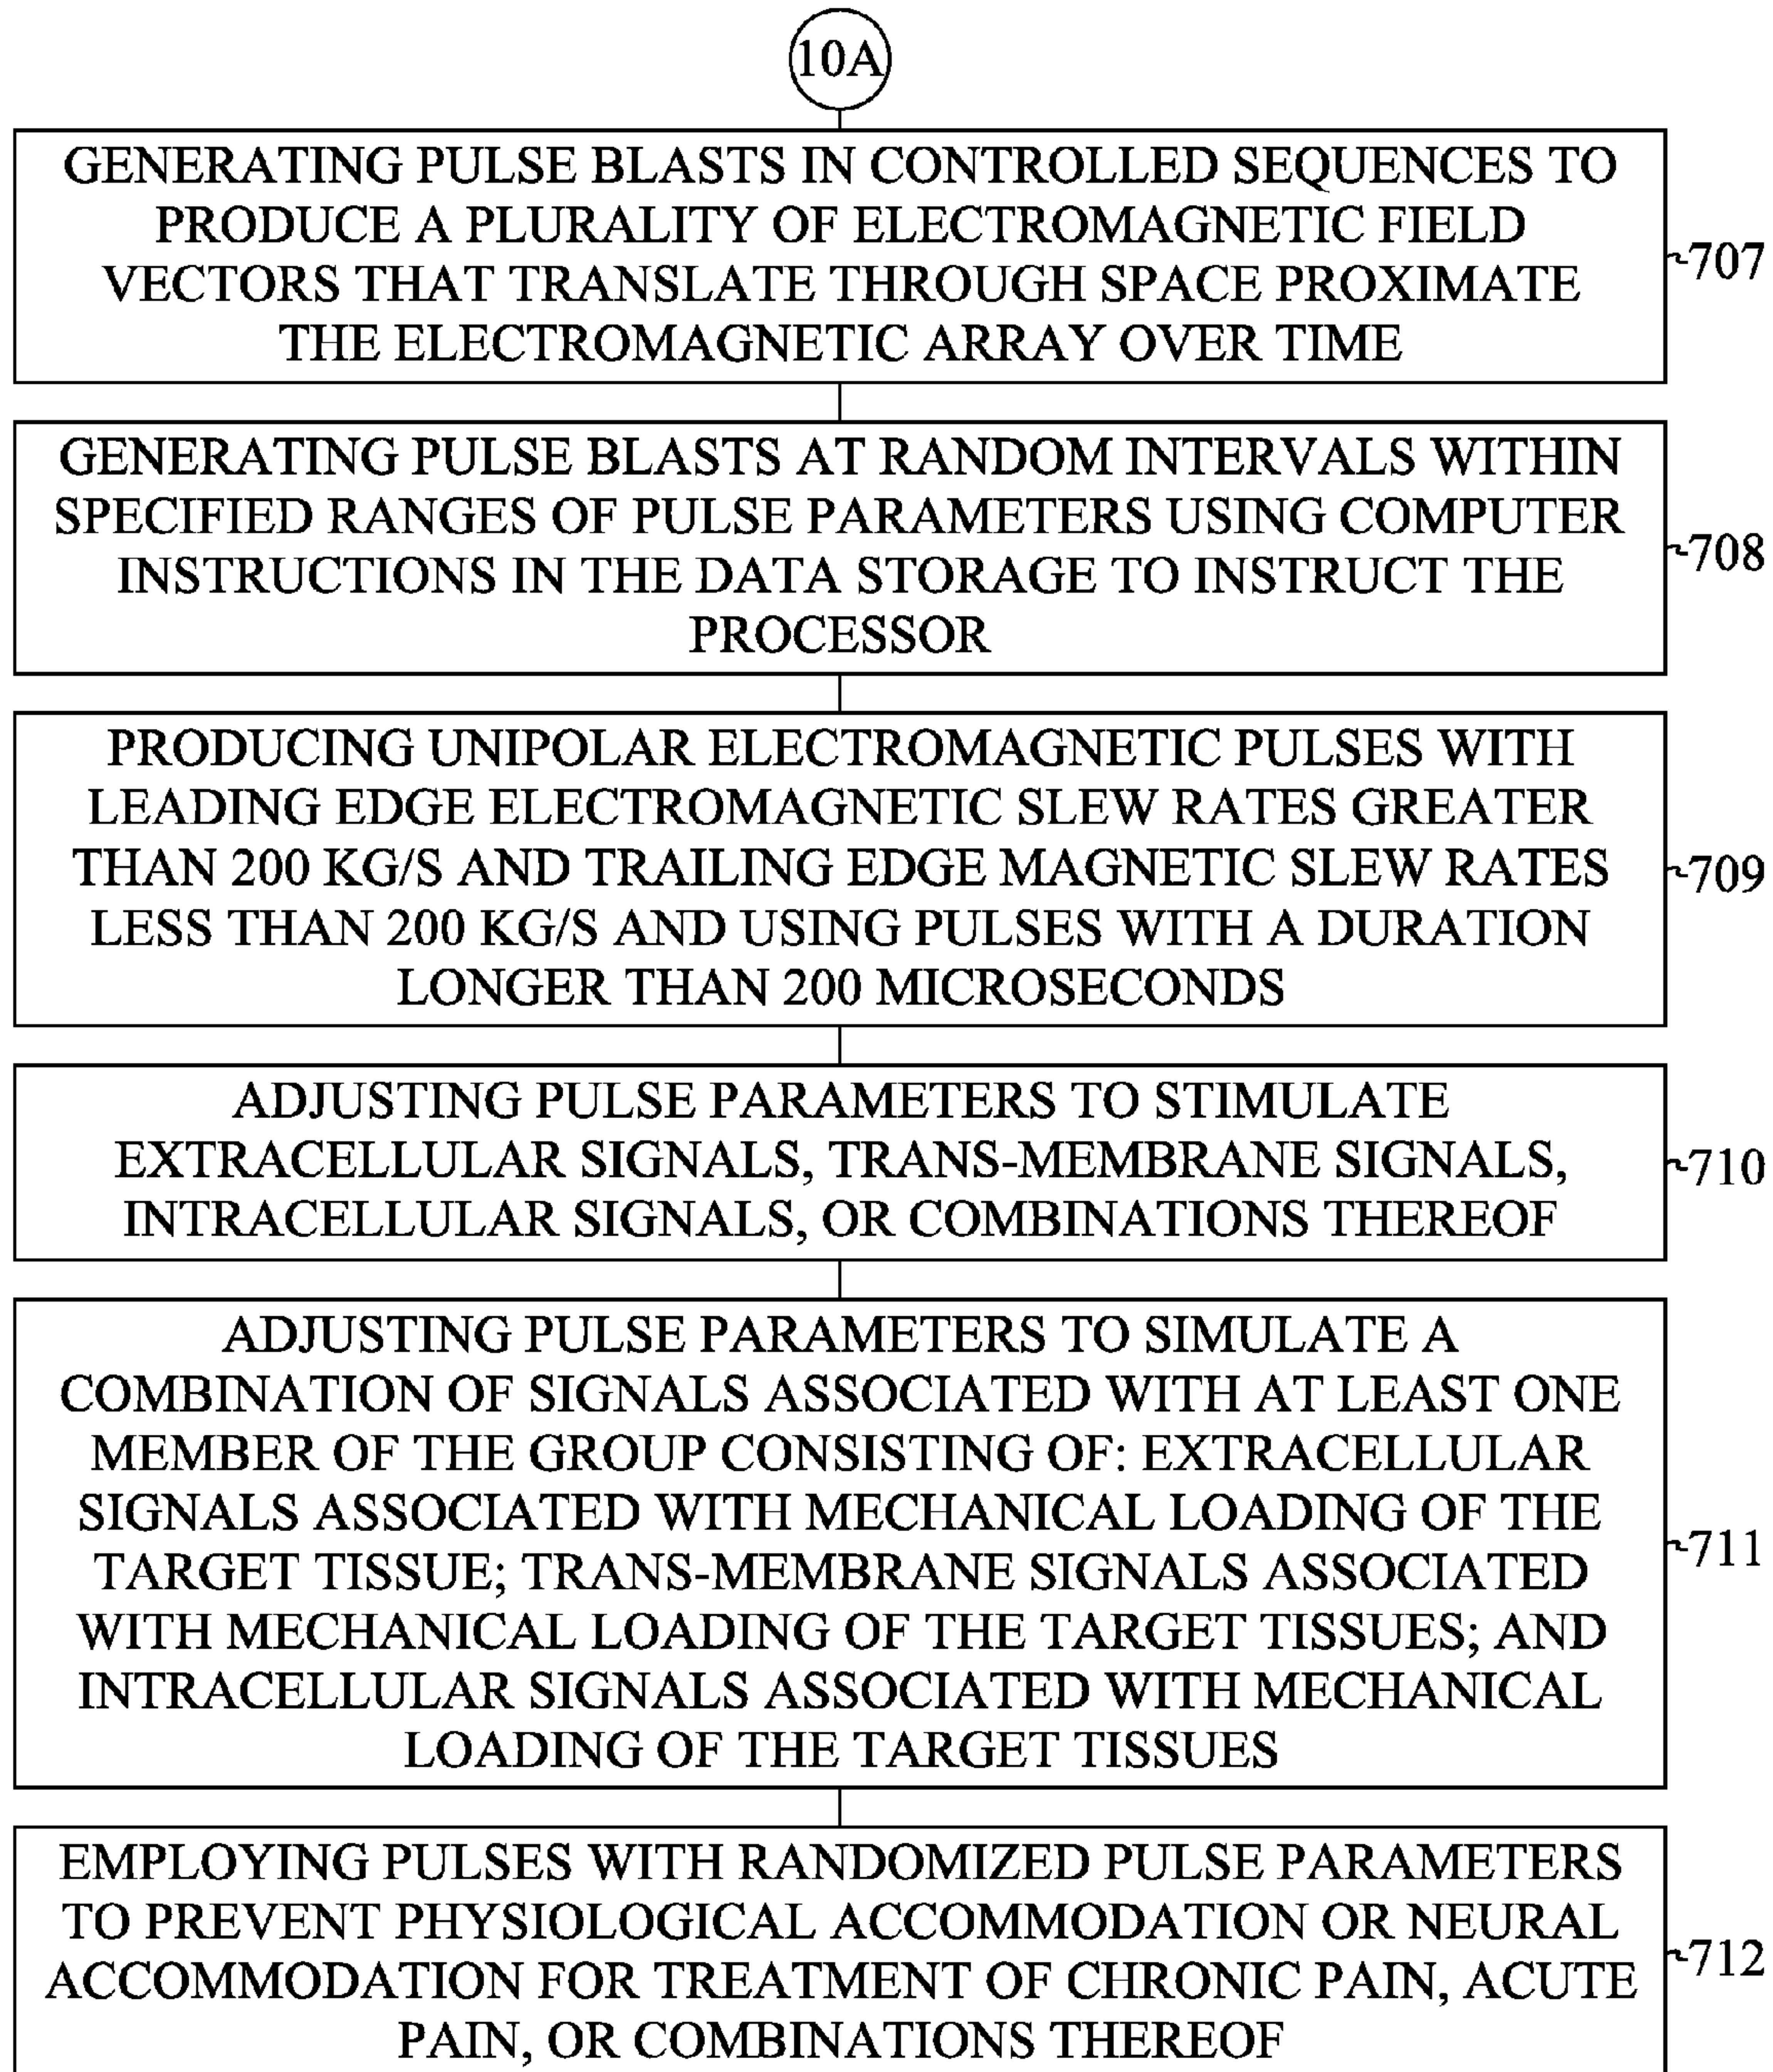 10A
GENERATING PULSE BLASTS IN CONTROLLED SEQUENCES TO
PRODUCE A PLURALITY OF ELECTROMAGNETIC FIELD
VECTORS THAT TRANSLATE THROUGH SPACE PROXIMATE
THE ELECTROMAGNETIC ARRAY OVER TIME
707
GENERATING PULSE BLASTS AT RANDOM INTERVALS WITHIN
SPECIFIED RANGES OF PULSE PARAMETERS USING COMPUTER
INSTRUCTIONS IN THE DATA STORAGE TO INSTRUCT THE
PROCESSOR
708
PRODUCING UNIPOLAR ELECTROMAGNETIC PULSES WITH
LEADING EDGE ELECTROMAGNETIC SLEW RATES GREATER
THAN 200 KG/S AND TRAILING EDGE MAGNETIC SLEW RATES
LESS THAN 200 KG/S AND USING PULSES WITH A DURATION
LONGER THAN 200 MICROSECONDS
709
ADJUSTING PULSE PARAMETERS TO STIMULATE
EXTRACELLULAR SIGNALS, TRANS-MEMBRANE SIGNALS,
INTRACELLULAR SIGNALS, OR COMBINATIONS THEREOF
710
ADJUSTING PULSE PARAMETERS TO SIMULATE A
COMBINATION OF SIGNALS ASSOCIATED WITH AT LEAST ONE
MEMBER OF THE GROUP CONSISTING OF: EXTRACELLULAR
SIGNALS ASSOCIATED WITH MECHANICAL LOADING OF THE
TARGET TISSUE; TRANS-MEMBRANE SIGNALS ASSOCIATED
WITH MECHANICAL LOADING OF THE TARGET TISSUES; AND
INTRACELLULAR SIGNALS ASSOCIATED WITH MECHANICAL
LOADING OF THE TARGET TISSUES
711
EMPLOYING PULSES WITH RANDOMIZED PULSE PARAMETERS
TO PREVENT PHYSIOLOGICAL ACCOMMODATION OR NEURAL
ACCOMMODATION FOR TREATMENT OF CHRONIC PAIN, ACUTE
PAIN, OR COMBINATIONS THEREOF
712